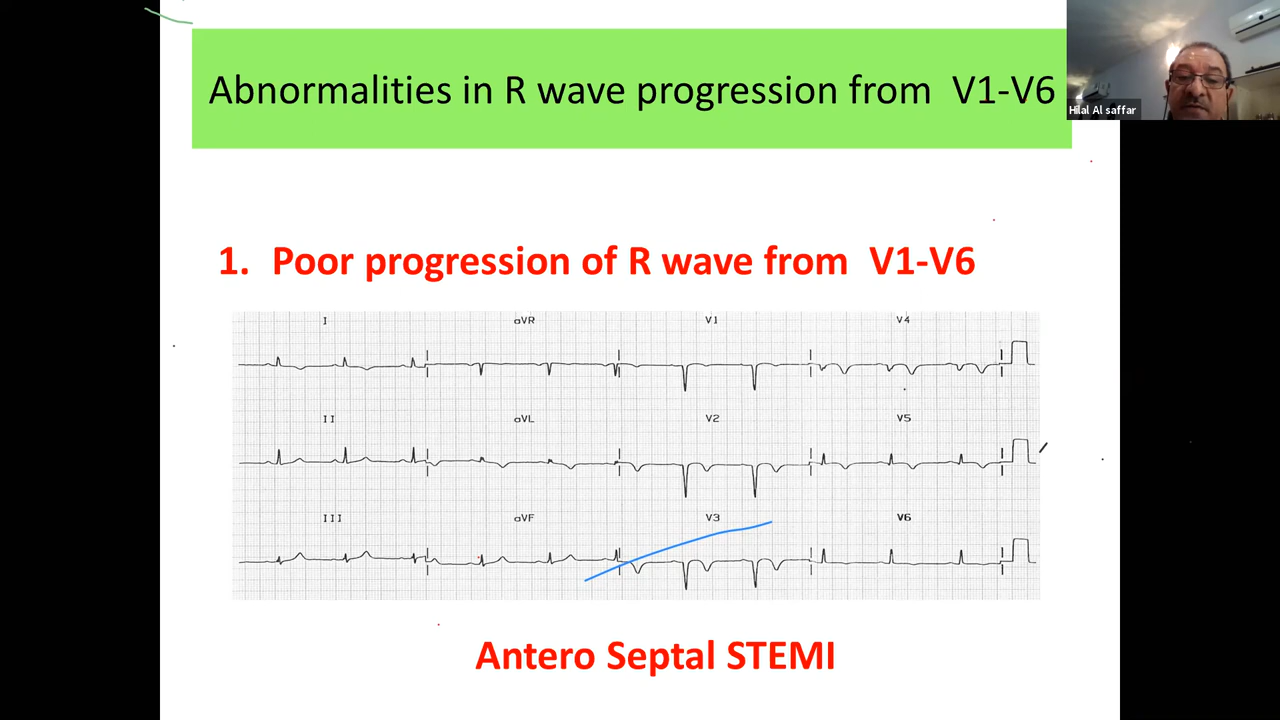 Abnormalities in R wave progression from V1-V6
Hilal Al saffar
1. Poor progression of R wave from V1-V6
I aVR V1 V4
II aVL V2 V5
III aVF V3 V6
Antero Septal STEMI